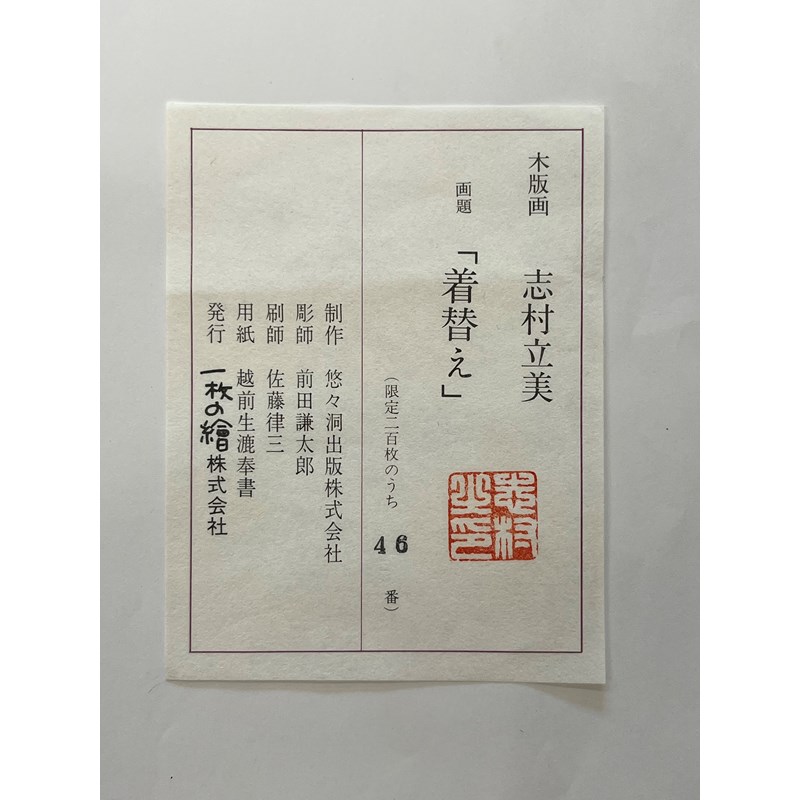 木版画 志村立美
画題 「着替え」
（限定二百枚のうち 46 番）
制作 悠々洞出版株式会社
彫師 前田謙太郎
刷師 佐藤律三
用紙 越前生漉奉書
発行 一枚の繪株式会社